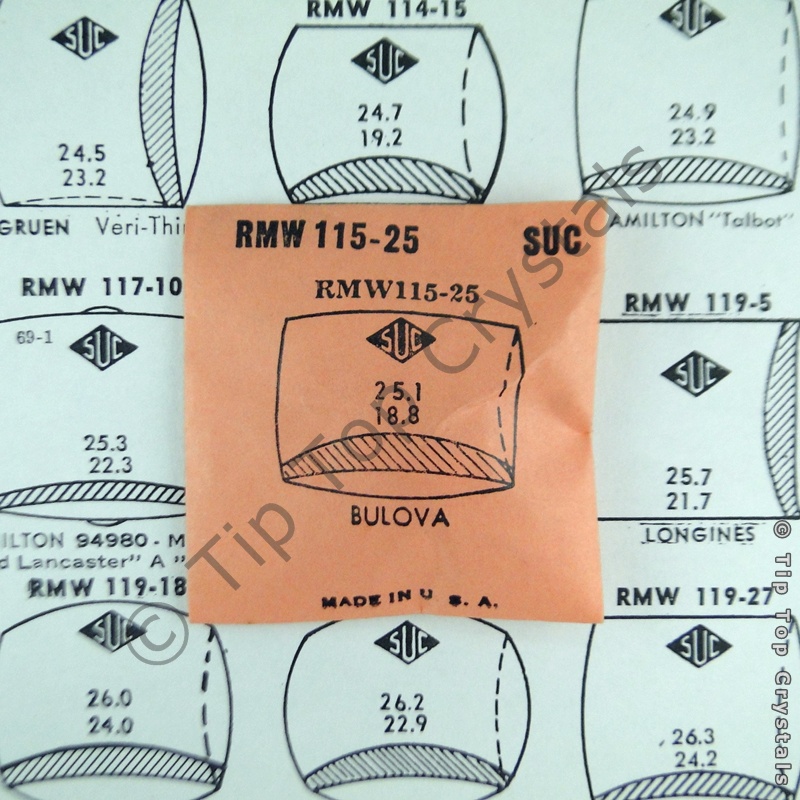 RMW 114-15
SUC
SUC
SUC
24.5
23.2
24.7
19.2
24.9
23.2
GRUEN Veri-Thi
AMILTON "Talbot"
RMW 115-25 SUC
RMW115-25
SUC
25.1
18.8
BULOVA
MADE IN U S. A.
RMW 117-10
69-1
SUC
25.3
22.3
ILTON 94980 - M
d Lancaster" A "
RMW 119-5
SUC
25.7
21.7
LONGINES
RMW 119-18
SUC
26.0
24.0
SUC
26.2
22.9
RMW 119-27
SUC
26.3
24.2
© Tip Top Crystals
© Tip Top Crystals